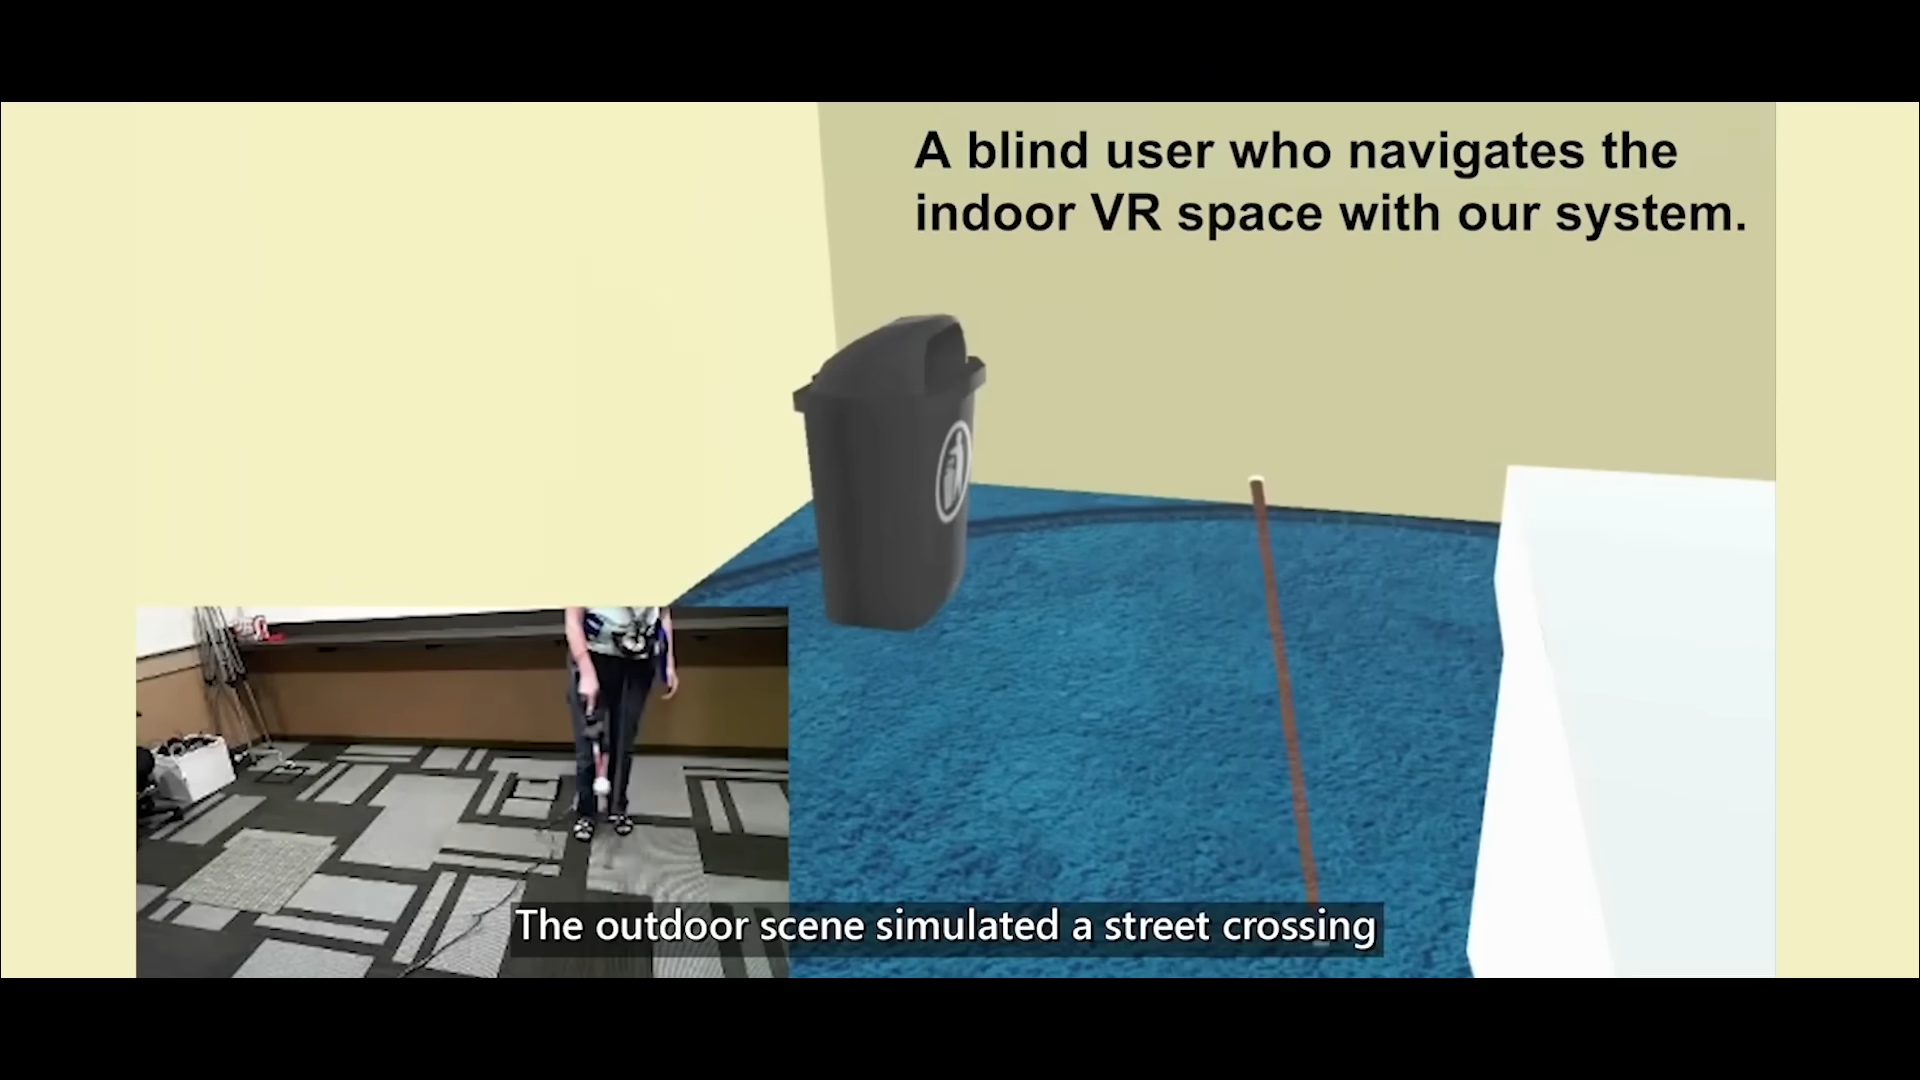 A blind user who navigates the
indoor VR space with our system.
The outdoor scene simulated a street crossing